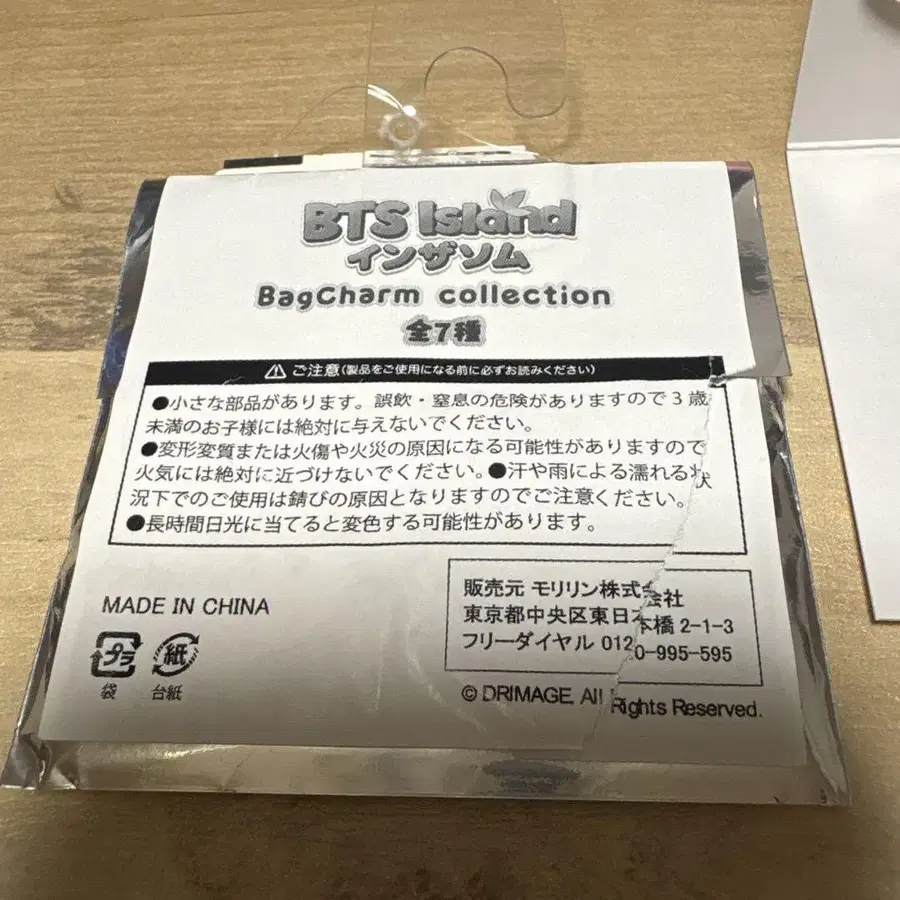 BTS Island
インザソム
BagCharm collection
全7種
ご注意(製品をご使用になる前に必ずお読みください)
●小さな部品があります。誤飲・窒息の危険がありますので3歳
未満のお子様には絶対に与えないでください。
●変形変質または火傷や火災の原因になる可能性がありますので
火気には絶対に近づけないでください。●汗や雨による濡れる状
況下でのご使用は錆びの原因となりますのでご注意ください。
●長時間日光に当てると変色する可能性があります。
MADE IN CHINA
プラ
紙
袋
台紙
販売元 モリリン株式会社
東京都中央区東日本橋 2-1-3
フリーダイヤル 0120-995-595
© DRIMAGE. All Rights Reserved.